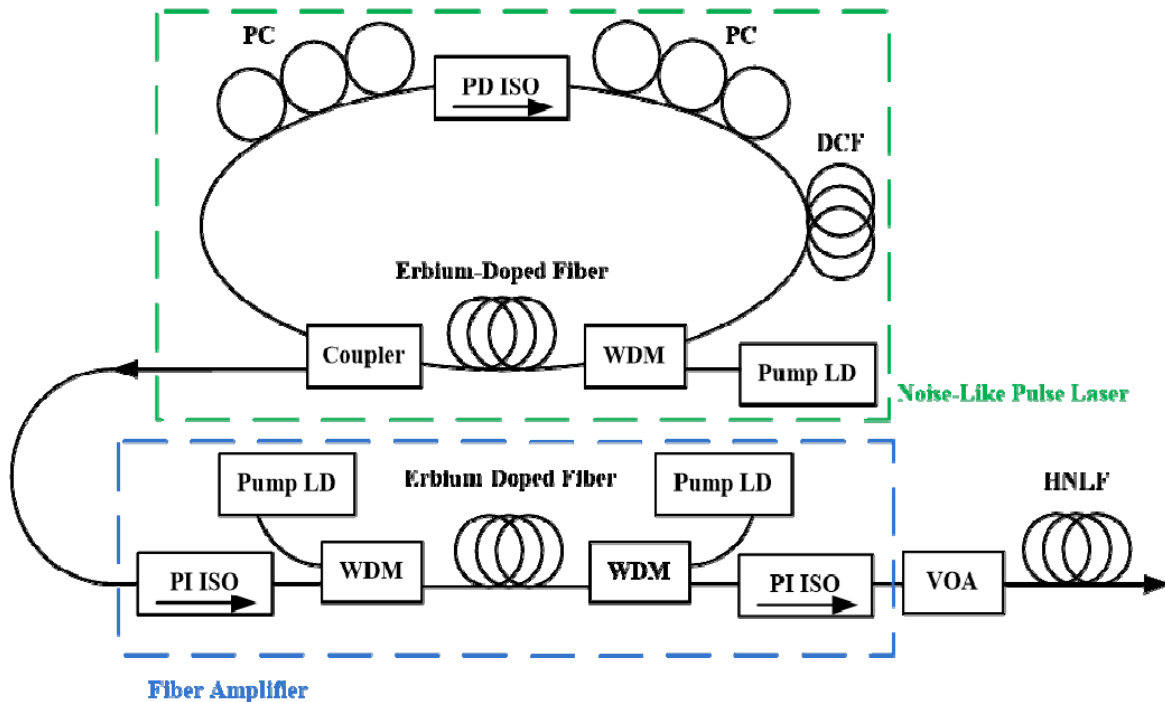 PC
PC
PD ISO
DCF
Erbium-Doped Fiber
Coupler
WDM
Pump LD
Noise-Like Pulse Laser
Pump LD
Erbium Doped Fiber
Pump LD
HNLF
PI ISO
WDM
WDM
PI ISO
VOA
Fiber Amplifier